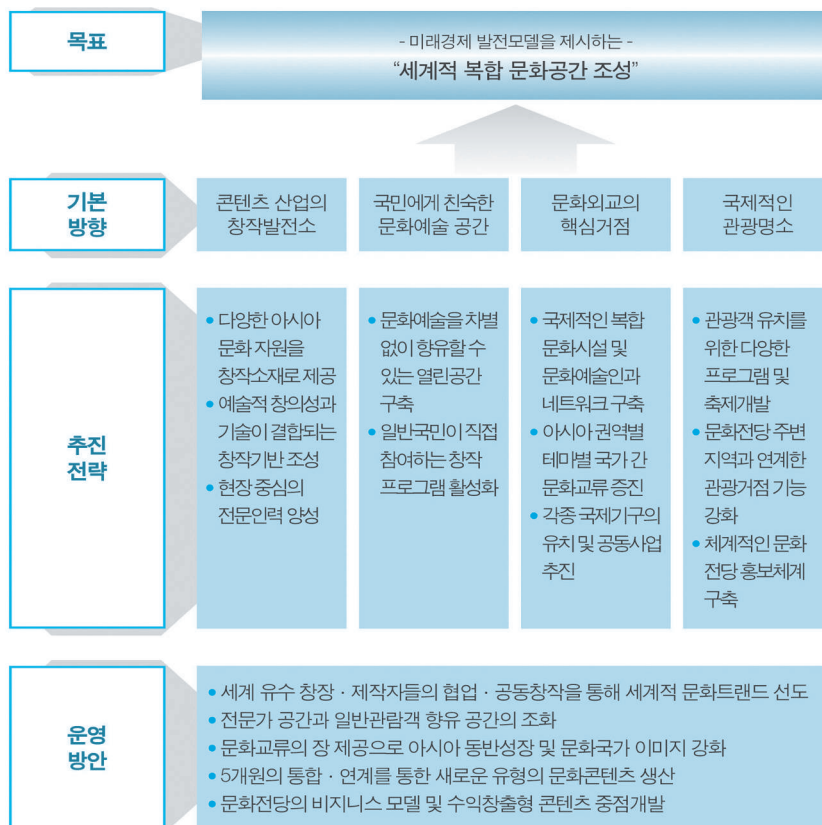 목표
- 미래경제 발전모델을 제시하는 -
“세계적 복합 문화공간 조성”
기본
방향
콘텐츠 산업의
창작발전소
국민에게 친숙한
문화예술 공간
문화외교의
핵심거점
국제적인
관광명소
추진
전략
• 다양한 아시아
문화 자원을
창작소재로 제공
• 예술적 창의성과
기술이 결합되는
창작기반 조성
• 현장 중심의
전문인력 양성
• 문화예술을 차별
없이 향유할 수
있는 열린공간
구축
• 일반국민이 직접
참여하는 창작
프로그램 활성화
• 국제적인 복합
문화시설 및
문화예술인과
네트워크 구축
• 아시아 권역별
테마별 국가 간
문화교류 증진
• 각종 국제기구의
유치 및 공동사업
추진
• 관광객 유치를
위한 다양한
프로그램 및
축제개발
• 문화전당 주변
지역과 연계한
관광거점 기능
강화
• 체계적인 문화
전당 홍보체계
구축
운영
방안
• 세계 유수 창장 · 제작자들의 협업 · 공동창작을 통해 세계적 문화트랜드 선도
• 전문가 공간과 일반관람객 향유 공간의 조화
• 문화교류의 장 제공으로 아시아 동반성장 및 문화국가 이미지 강화
• 5개원의 통합 · 연계를 통한 새로운 유형의 문화콘텐츠 생산
• 문화전당의 비지니스 모델 및 수익창출형 콘텐츠 중점개발